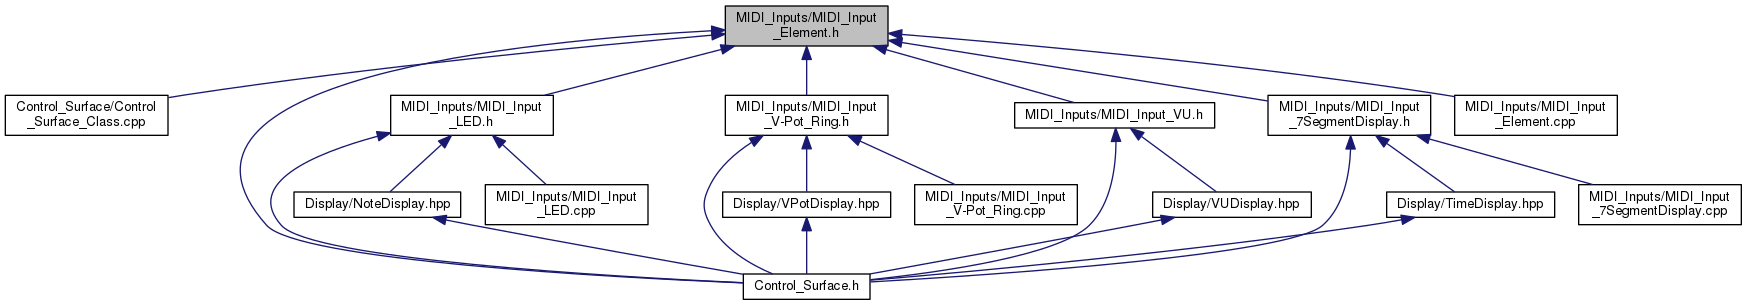 MIDI_Inputs/MIDI_Input
_Element.h
Control_Surface/Control
_Surface_Class.cpp
MIDI_Inputs/MIDI_Input
_LED.h
MIDI_Inputs/MIDI_Input
_V-Pot_Ring.h
MIDI_Inputs/MIDI_Input_VU.h
MIDI_Inputs/MIDI_Input
_7SegmentDisplay.h
MIDI_Inputs/MIDI_Input
_Element.cpp
Display/NoteDisplay.hpp
MIDI_Inputs/MIDI_Input
_LED.cpp
Display/VPotDisplay.hpp
MIDI_Inputs/MIDI_Input
_V-Pot_Ring.cpp
Display/VUDisplay.hpp
Display/TimeDisplay.hpp
MIDI_Inputs/MIDI_Input
_7SegmentDisplay.cpp
Control_Surface.h